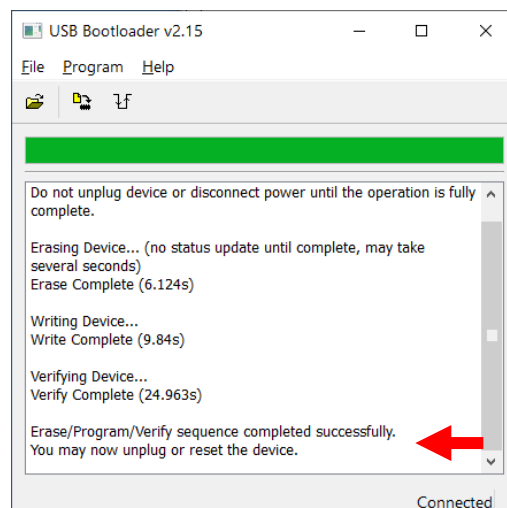 USB Bootloader v2.15
File Program Help
Do not unplug device or disconnect power until the operation is fully
complete.
Erasing Device... (no status update until complete, may take
several seconds)
Erase Complete (6.124s)
Writing Device...
Write Complete (9.84s)
Verifying Device...
Verify Complete (24.963s)
Erase/Program/Verify sequence completed successfully.
You may now unplug or reset the device.
Connected